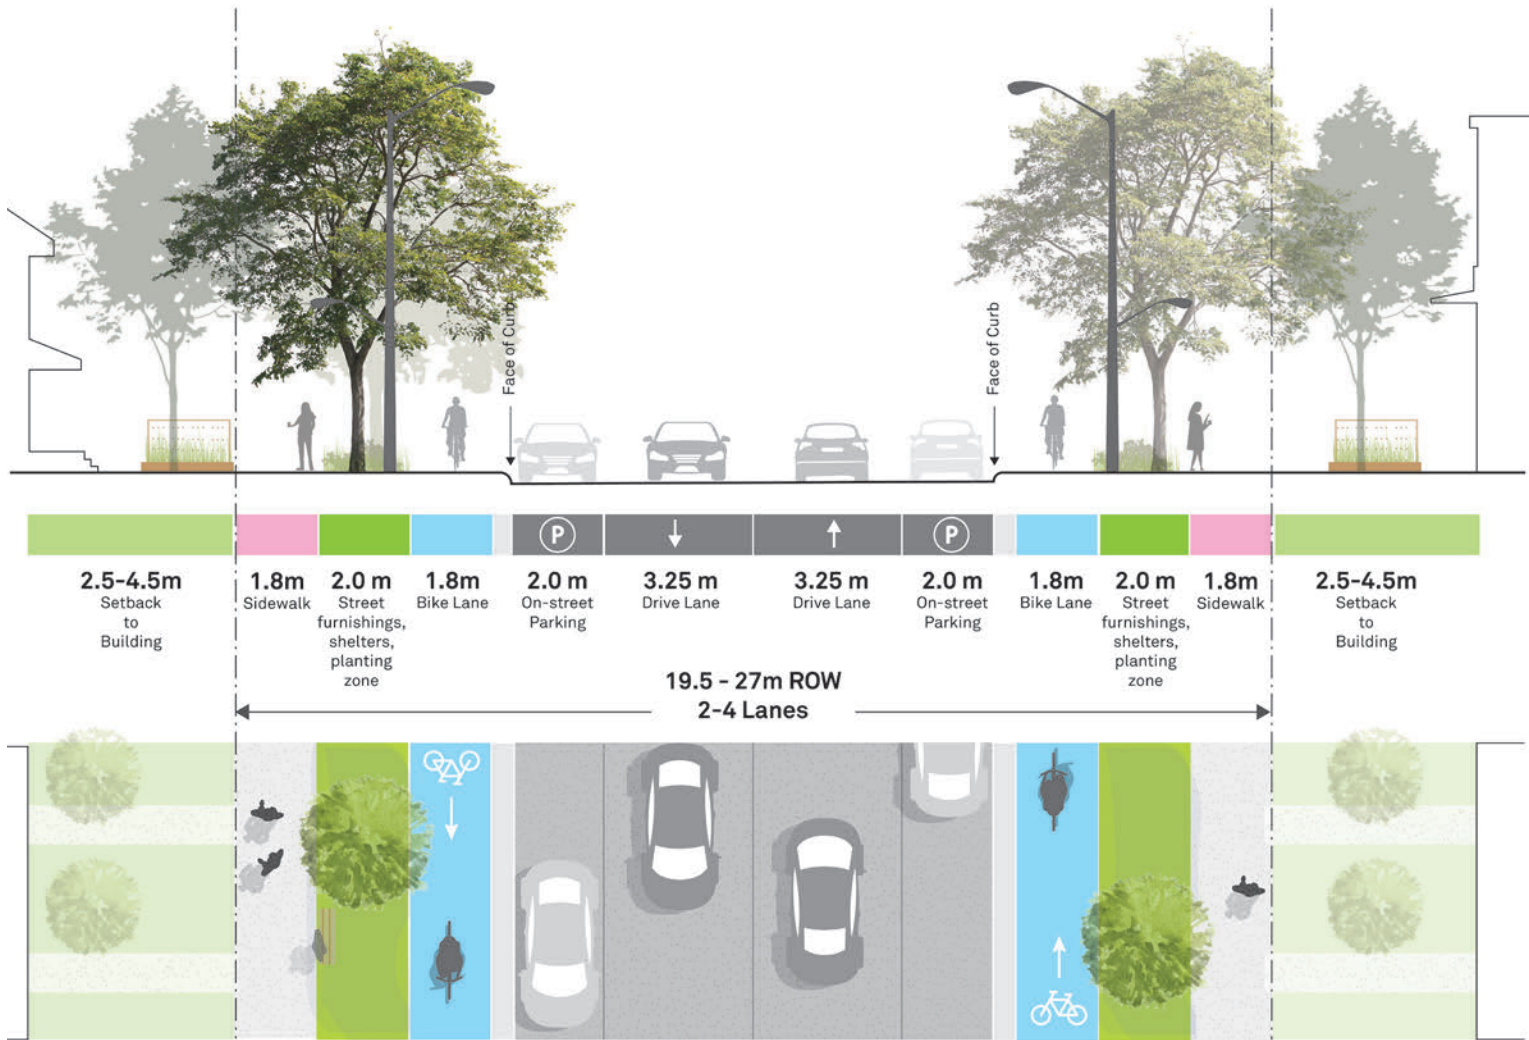 Face of Curb
Face of Curb
P
P
2.5-4.5m
Setback
to
Building
1.8m
Sidewalk
2.0 m
Street
furnishings,
shelters,
planting
zone
1.8m
Bike Lane
2.0 m
On-street
Parking
3.25 m
Drive Lane
3.25 m
Drive Lane
2.0 m
On-street
Parking
1.8m
Bike Lane
2.0 m
Street
furnishings,
shelters,
planting
zone
1.8m
Sidewalk
2.5-4.5m
Setback
to
Building
19.5 - 27m ROW
2-4 Lanes